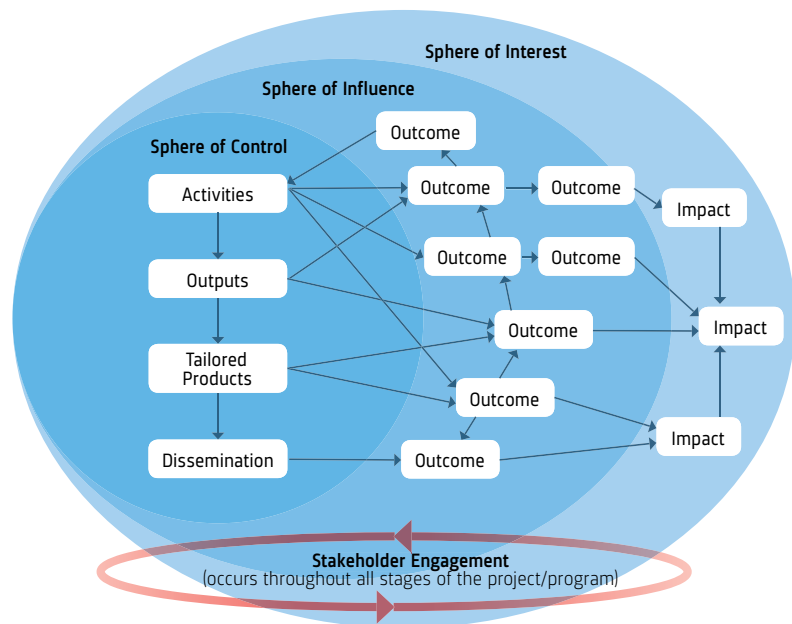 Sphere of Interest
Sphere of Influence
Sphere of Control
Outcome
Activities
Outcome
Outcome
Impact
Outputs
Outcome
Outcome
Outcome
Impact
Tailored
Products
Outcome
Impact
Dissemination
Outcome
Stakeholder Engagement
(occurs throughout all stages of the project/program)